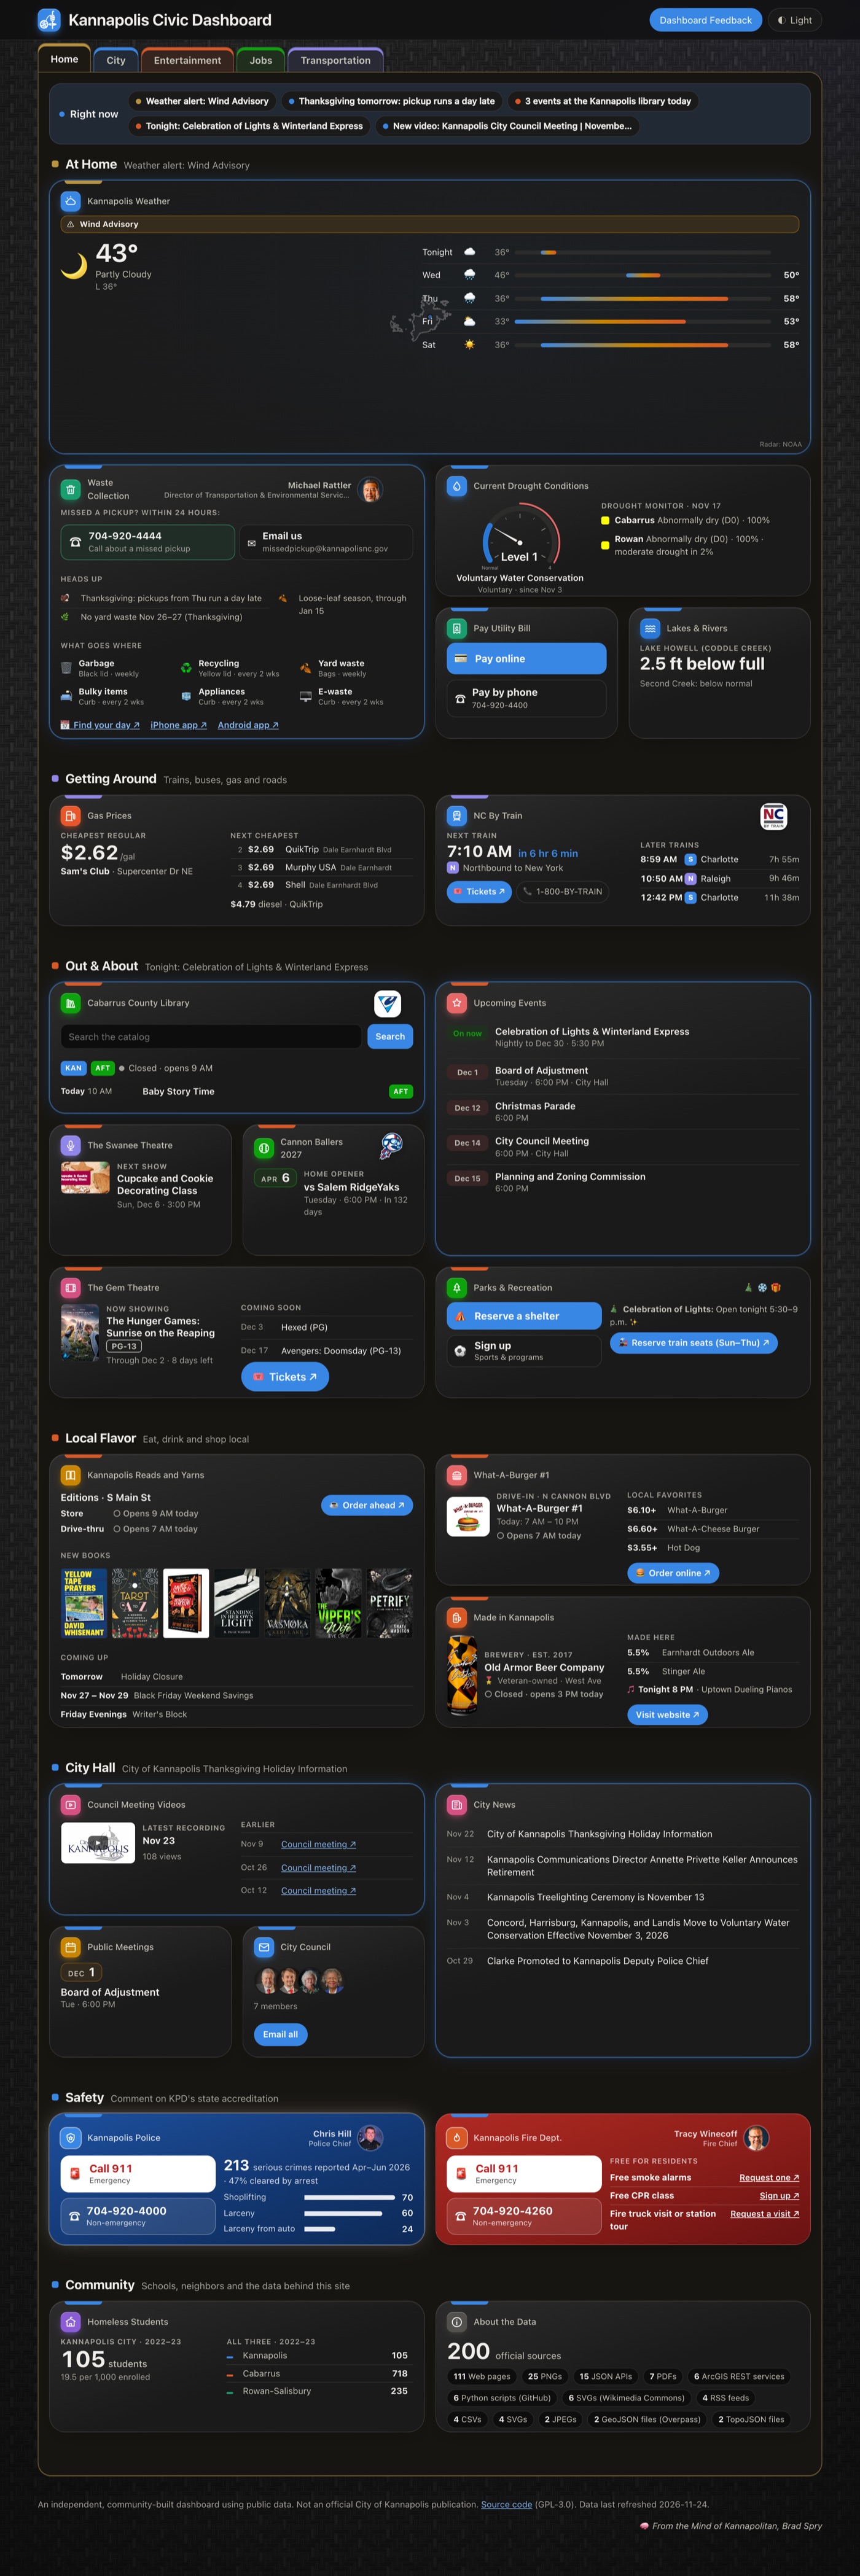 Kannapolis Civic Dashboard
Dashboard Feedback
Light
Home
City
Entertainment
Jobs
Transportation
Right now
Weather alert: Wind Advisory
Thanksgiving tomorrow: pickup runs a day late
3 events at the Kannapolis library today
Tonight: Celebration of Lights & Winterland Express
New video: Kannapolis City Council Meeting | Novembe...
At Home Weather alert: Wind Advisory
Kannapolis Weather
Wind Advisory
43°
Partly Cloudy
L 36°
Tonight 36°
Wed 46° 50°
Thu 36° 58°
Fri 33° 53°
Sat 36° 58°
Radar: NOAA
Waste Collection
Michael Rattler
Director of Transportation & Environmental Servic...
MISSED A PICKUP? WITHIN 24 HOURS:
704-920-4444
Call about a missed pickup
Email us
missedpickup@kannapolisnc.gov
HEADS UP
Thanksgiving: pickups from Thu run a day late
Loose-leaf season, through Jan 15
No yard waste Nov 26–27 (Thanksgiving)
WHAT GOES WHERE
Garbage
Black lid · weekly
Recycling
Yellow lid · every 2 wks
Yard waste
Bags · weekly
Bulky items
Curb · every 2 wks
Appliances
Curb · every 2 wks
E-waste
Curb · every 2 wks
Find your day ↗
iPhone app ↗
Android app ↗
Current Drought Conditions
Level 1
Normal
4
Voluntary Water Conservation
Voluntary · since Nov 3
DROUGHT MONITOR · NOV 17
Cabarrus Abnormally dry (D0) · 100%
Rowan Abnormally dry (D0) · 100% ·
moderate drought in 2%
Pay Utility Bill
Pay online
Pay by phone
704-920-4400
Lakes & Rivers
LAKE HOWELL (CODDLE CREEK)
2.5 ft below full
Second Creek: below normal
Getting Around Trains, buses, gas and roads
Gas Prices
CHEAPEST REGULAR
$2.62 /gal
Sam's Club · Supercenter Dr NE
NEXT CHEAPEST
2 $2.69 QuikTrip Dale Earnhardt Blvd
3 $2.69 Murphy USA Dale Earnhardt
4 $2.69 Shell Dale Earnhardt Blvd
$4.79 diesel · QuikTrip
NC By Train
NC
BY TRAIN
NEXT TRAIN
7:10 AM in 6 hr 6 min
N Northbound to New York
Tickets ↗
1-800-BY-TRAIN
LATER TRAINS
8:59 AM S Charlotte 7h 55m
10:50 AM N Raleigh 9h 46m
12:42 PM S Charlotte 11h 38m
Out & About Tonight: Celebration of Lights & Winterland Express
Cabarrus County Library
Search the catalog
Search
KAN AFT Closed · opens 9 AM
Today 10 AM Baby Story Time AFT
Upcoming Events
On now
Celebration of Lights & Winterland Express
Nightly to Dec 30 · 5:30 PM
Dec 1
Board of Adjustment
Tuesday · 6:00 PM · City Hall
Dec 12
Christmas Parade
6:00 PM
Dec 14
City Council Meeting
6:00 PM · City Hall
Dec 15
Planning and Zoning Commission
6:00 PM
The Swanee Theatre
NEXT SHOW
Cupcake and Cookie
Decorating Class
Sun, Dec 6 · 3:00 PM
Cannon Ballers
2027
APR 6
HOME OPENER
vs Salem RidgeYaks
Tuesday · 6:00 PM · In 132
days
The Gem Theatre
NOW SHOWING
The Hunger Games:
Sunrise on the Reaping
PG-13
Through Dec 2 · 8 days left
COMING SOON
Dec 3 Hexed (PG)
Dec 17 Avengers: Doomsday (PG-13)
Tickets ↗
Parks & Recreation
Reserve a shelter
Sign up
Sports & programs
Celebration of Lights: Open tonight 5:30–9
p.m.
Reserve train seats (Sun–Thu) ↗
Local Flavor Eat, drink and shop local
Kannapolis Reads and Yarns
Editions · S Main St
Store Opens 9 AM today
Drive-thru Opens 7 AM today
Order ahead ↗
NEW BOOKS
YELLOW
TAPE
PRAYERS
DAVID
WHISENANT
TAROT
STANDING
IN HER OWN
LIGHT
THE
VIPER'S
Wife
PETRIFY
COMING UP
Tomorrow Holiday Closure
Nov 27 – Nov 29 Black Friday Weekend Savings
Friday Evenings Writer's Block
What-A-Burger #1
WHAT-A-BURGER
DRIVE-IN · N CANNON BLVD
What-A-Burger #1
Today: 7 AM – 10 PM
Opens 7 AM today
LOCAL FAVORITES
$6.10+ What-A-Burger
$6.60+ What-A-Cheese Burger
$3.55+ Hot Dog
Order online ↗
Made in Kannapolis
BREWERY · EST. 2017
Old Armor Beer Company
Veteran-owned · West Ave
Closed · opens 3 PM today
MADE HERE
5.5% Earnhardt Outdoors Ale
5.5% Stinger Ale
Tonight 8 PM · Uptown Dueling Pianos
Visit website ↗
City Hall City of Kannapolis Thanksgiving Holiday Information
Council Meeting Videos
KANNAPOLIS
LATEST RECORDING
Nov 23
108 views
EARLIER
Nov 9 Council meeting ↗
Oct 26 Council meeting ↗
Oct 12 Council meeting ↗
City News
Nov 22 City of Kannapolis Thanksgiving Holiday Information
Nov 12 Kannapolis Communications Director Annette Privette Keller Announces
Retirement
Nov 4 Kannapolis Treelighting Ceremony is November 13
Nov 3 Concord, Harrisburg, Kannapolis, and Landis Move to Voluntary Water
Conservation Effective November 3, 2026
Oct 29 Clarke Promoted to Kannapolis Deputy Police Chief
Public Meetings
DEC 1
Board of Adjustment
Tue · 6:00 PM
City Council
7 members
Email all
Safety Comment on KPD's state accreditation
Kannapolis Police
Chris Hill
Police Chief
Call 911
Emergency
704-920-4000
Non-emergency
213 serious crimes reported Apr–Jun 2026
· 47% cleared by arrest
Shoplifting 70
Larceny 60
Larceny from auto 24
Kannapolis Fire Dept.
Tracy Winecoff
Fire Chief
Call 911
Emergency
704-920-4260
Non-emergency
FREE FOR RESIDENTS
Free smoke alarms Request one ↗
Free CPR class Sign up ↗
Fire truck visit or station Request a visit ↗
tour
Community Schools, neighbors and the data behind this site
Homeless Students
KANNAPOLIS CITY · 2022–23
105 students
19.5 per 1,000 enrolled
ALL THREE · 2022–23
Kannapolis 105
Cabarrus 718
Rowan-Salisbury 235
About the Data
200 official sources
111 Web pages
25 PNGs
15 JSON APIs
7 PDFs
6 ArcGIS REST services
6 Python scripts (GitHub)
6 SVGs (Wikimedia Commons)
4 RSS feeds
4 CSVs
4 SVGs
2 JPEGs
2 GeoJSON files (Overpass)
2 TopoJSON files
An independent, community-built dashboard using public data. Not an official City of Kannapolis publication. Source code (GPL-3.0). Data last refreshed 2026-11-24.
From the Mind of Kannapolitan, Brad Spry